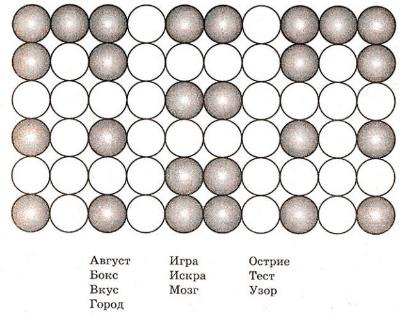 Август
Бокс
Вкус
Город
Игра
Искра
Мозг
Острие
Тест
Узор